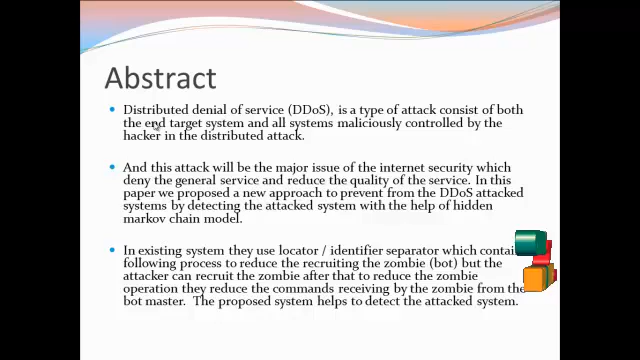 Abstract
Distributed denial of service (DDoS), is a type of attack consist of both
the end target system and all systems maliciously controlled by the
hacker in the distributed attack.
And this attack will be the major issue of the internet security which
deny the general service and reduce the quality of the service. In this
paper we proposed a new approach to prevent from the DDoS attacked
systems by detecting the attacked system with the help of hidden
markov chain model.
In existing system they use locator / identifier separator which contain
following process to reduce the recruiting the zombie (bot) but the
attacker can recruit the zombie after that to reduce the zombie
operation they reduce the commands receiving by the zombie from the
bot master. The proposed system helps to detect the attacked system.